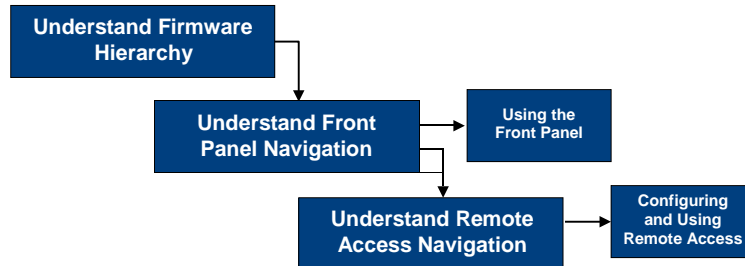 Understand Firmware
Hierarchy
Understand Front
Panel Navigation
Using the
Front Panel
Understand Remote
Access Navigation
Configuring
and Using
Remote Access